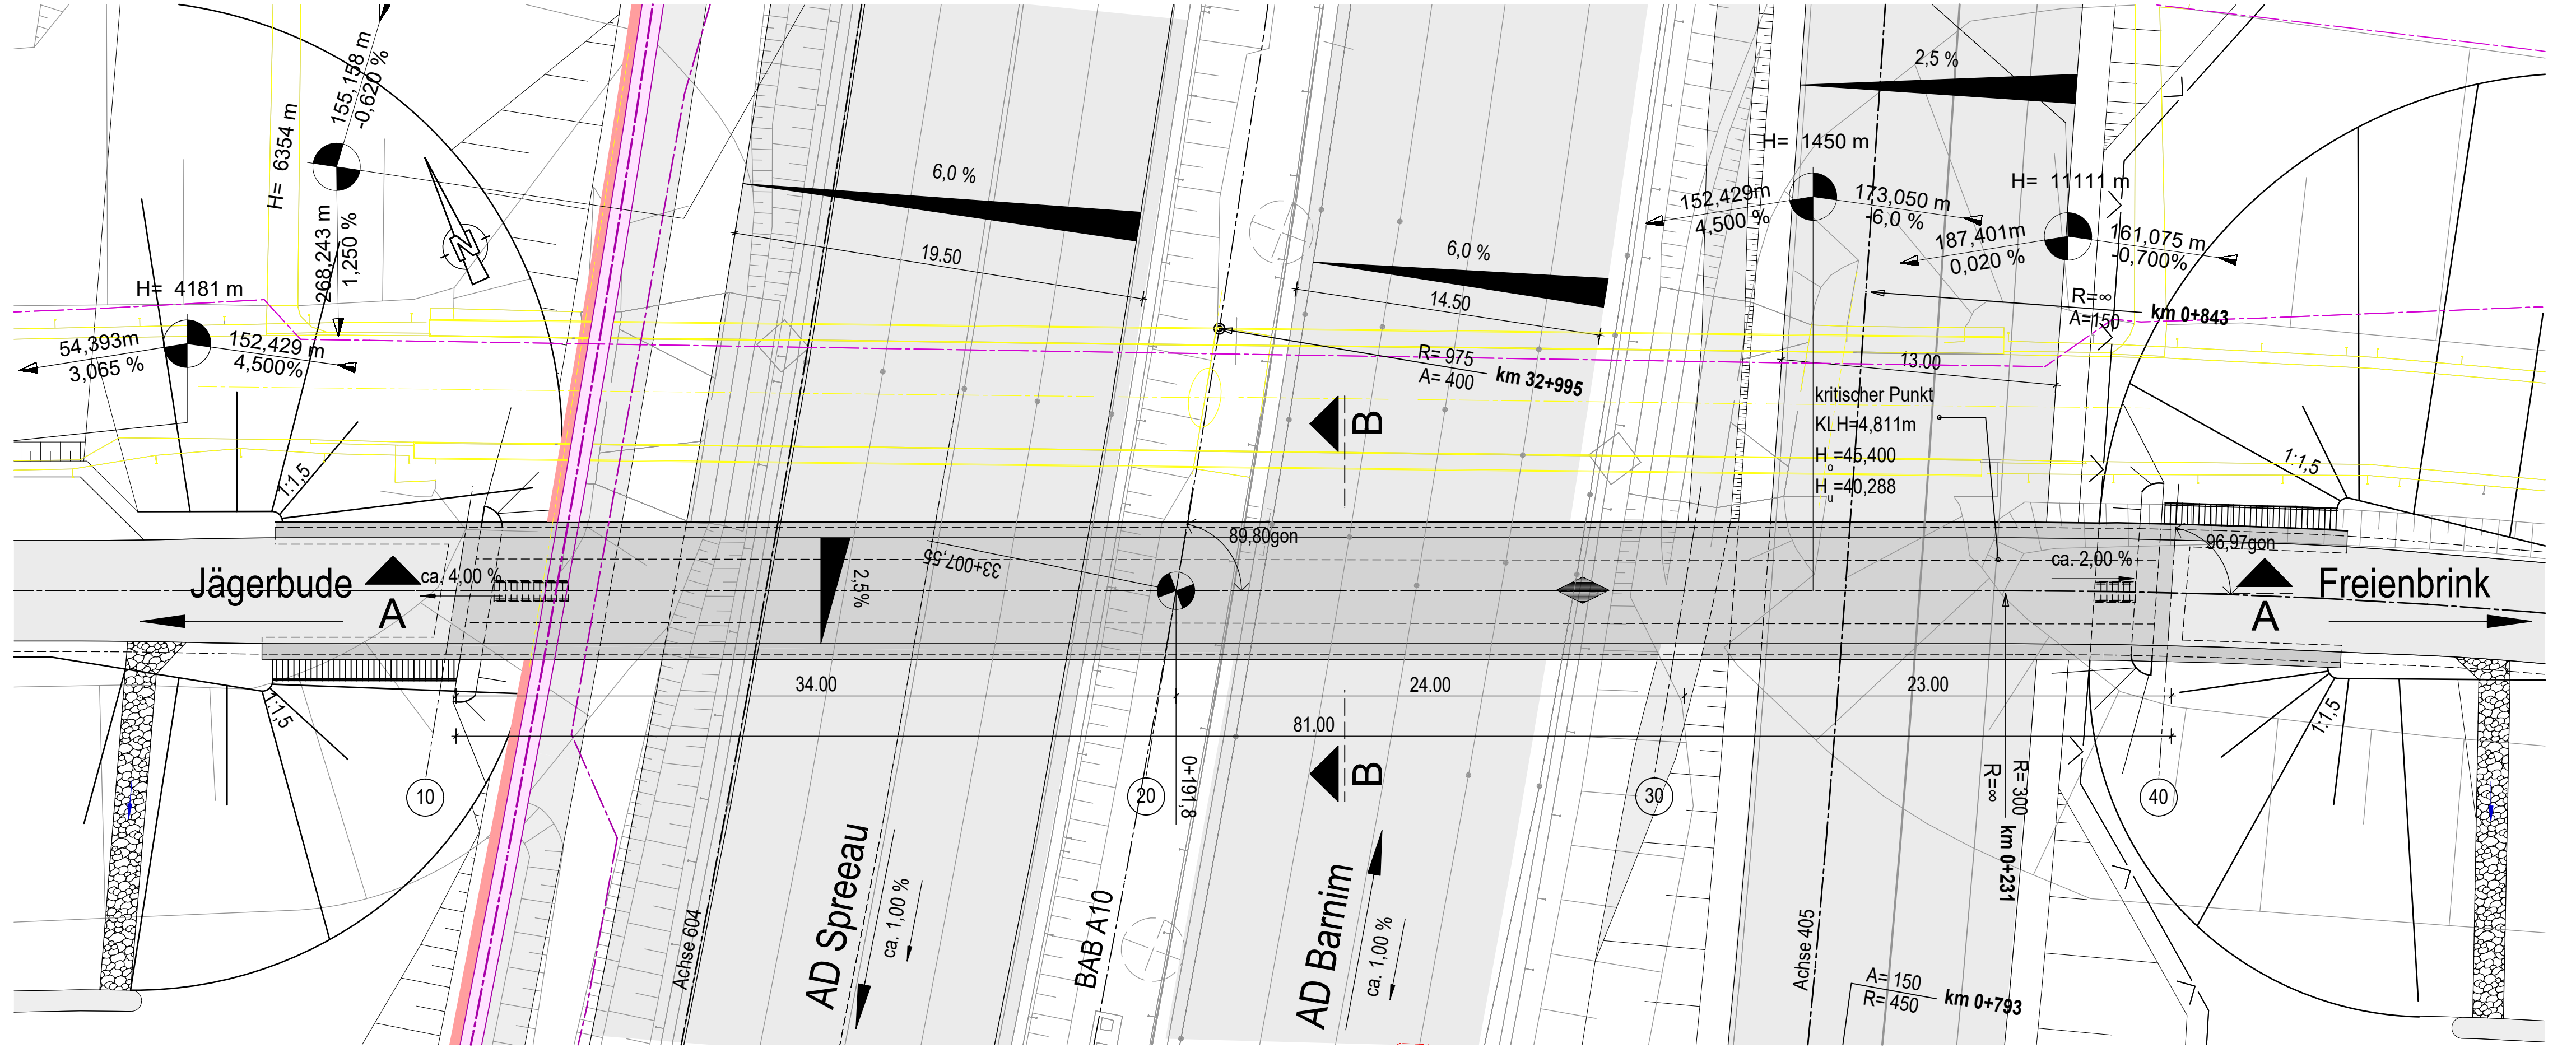 155,158 m
-0,620 %
H= 6354 m
268,243 m
1,250 %
N
H= 4181 m
54,393m
3,065 %
152,429 m
4,500%
6,0 %
19.50
6,0 %
14.50
2,5 %
H= 1450 m
152,429m
4,500 %
173,050 m
-6,0 %
H= 11111 m
187,401m
0,020 %
161,075 m
-0,700%
R=∞
A=150
km 0+843
R= 975
A= 400
km 32+995
13.00
kritischer Punkt
KLH=4,811m
Ho=45,400
Hu=40,288
B
1:1,5
1:1,5
89,80gon
96,97gon
33+007,55
2,5%
Jägerbude
A
ca. 4,00 %
ca. 2,00 %
A
Freienbrink
34.00
24.00
23.00
81.00
1:1,5
1:1,5
10
20
30
40
0+191,8
B
R= 300
R=∞
km 0+231
Achse 604
AD Spreeau
ca. 1,00 %
BAB A10
AD Barnim
ca. 1,00 %
Achse 405
A= 150
R= 450
km 0+793